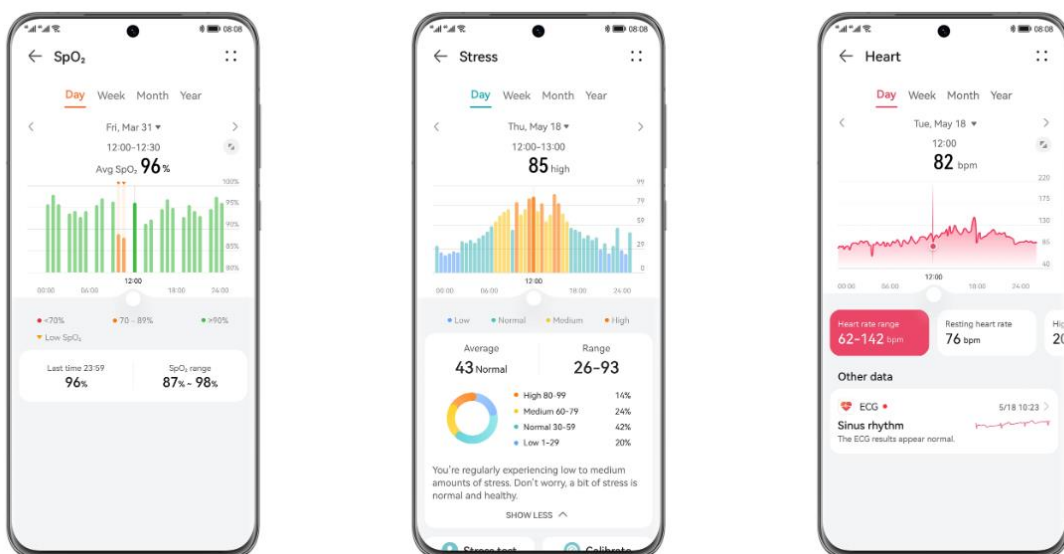 08:08
SpO₂
Day Week Month Year
Fri, Mar 31
12:00-12:30
Avg SpO₂ 96%
100%
95%
90%
85%
80%
12:00
00:00 06:00 18:00 24:00
<70% 70 - 89% >90%
Low SpO₂
Last time 23:59 SpO₂ range
96% 87% ~ 98%
08:08
Stress
Day Week Month Year
Thu, May 18
12:00-13:00
85 high
99
79
59
29
0
12:00
00:00 06:00 18:00 24:00
Low Normal Medium High
Average Range
43 Normal 26-93
High 80-99 14%
Medium 60-79 24%
Normal 30-59 42%
Low 1-29 20%
You're regularly experiencing low to medium
amounts of stress. Don't worry, a bit of stress is
normal and healthy.
SHOW LESS
Stress test Calibrate
08:08
Heart
Day Week Month Year
Tue, May 18
12:00
82 bpm
220
175
130
85
40
12:00
00:00 06:00 18:00 24:00
Heart rate range Resting heart rate
62-142 bpm 76 bpm
Other data
ECG 5/18 10:23
Sinus rhythm
The ECG results appear normal.